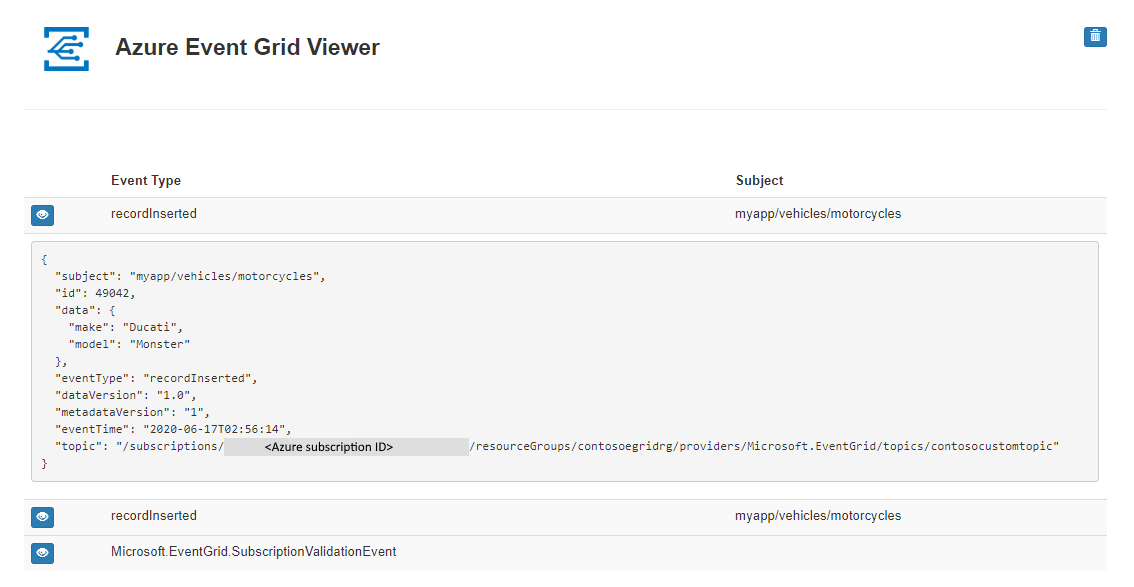 Azure Event Grid Viewer
Event Type Subject
recordInserted myapp/vehicles/motorcycles
{
"subject": "myapp/vehicles/motorcycles",
"id": 49042,
"data": {
"make": "Ducati",
"model": "Monster"
},
"eventType": "recordInserted",
"dataVersion": "1.0",
"metadataVersion": "1",
"eventTime": "2020-06-17T02:56:14",
"topic": "/subscriptions/ <Azure subscription ID> /resourceGroups/contosoegridrg/providers/Microsoft.EventGrid/topics/contosocustomtopic"
}
recordInserted myapp/vehicles/motorcycles
Microsoft.EventGrid.SubscriptionValidationEvent